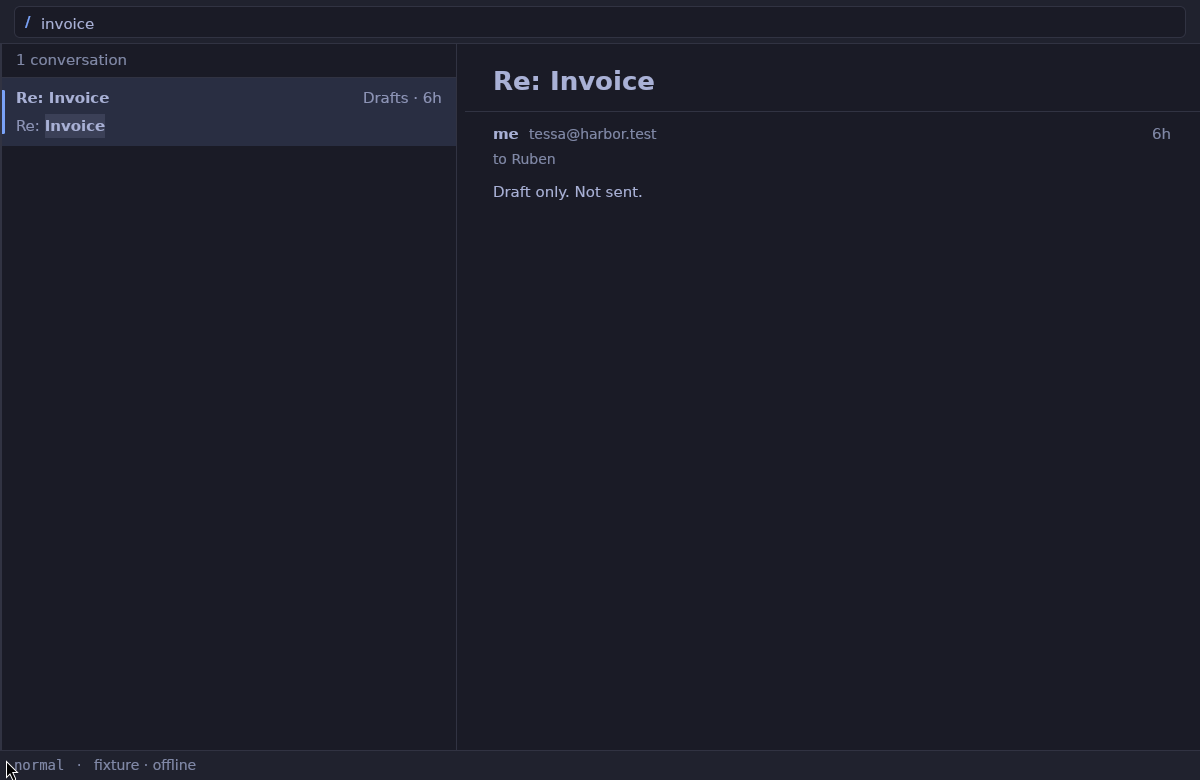 / invoice
1 conversation
Re: Invoice Drafts · 6h
Re: Invoice
Re: Invoice
me tessa@harbor.test 6h
to Ruben
Draft only. Not sent.
normal · fixture · offline